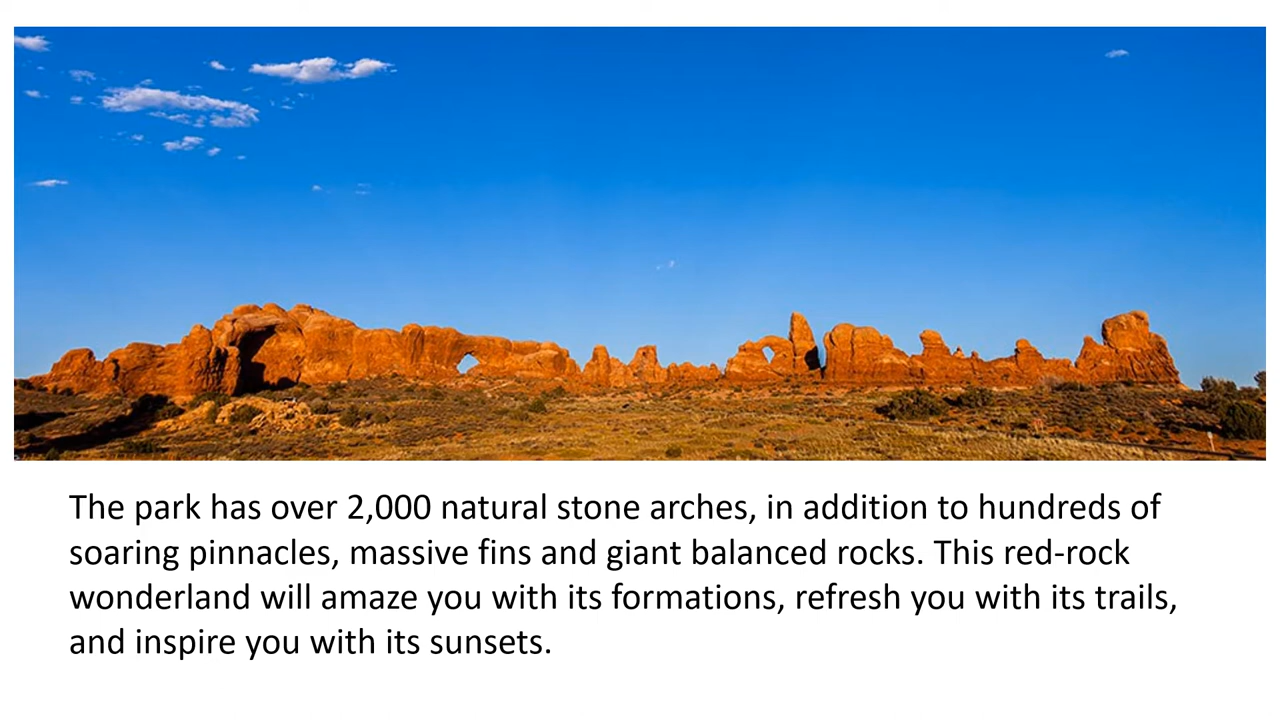 The park has over 2,000 natural stone arches, in addition to hundreds of
soaring pinnacles, massive fins and giant balanced rocks. This red-rock
wonderland will amaze you with its formations, refresh you with its trails,
and inspire you with its sunsets.